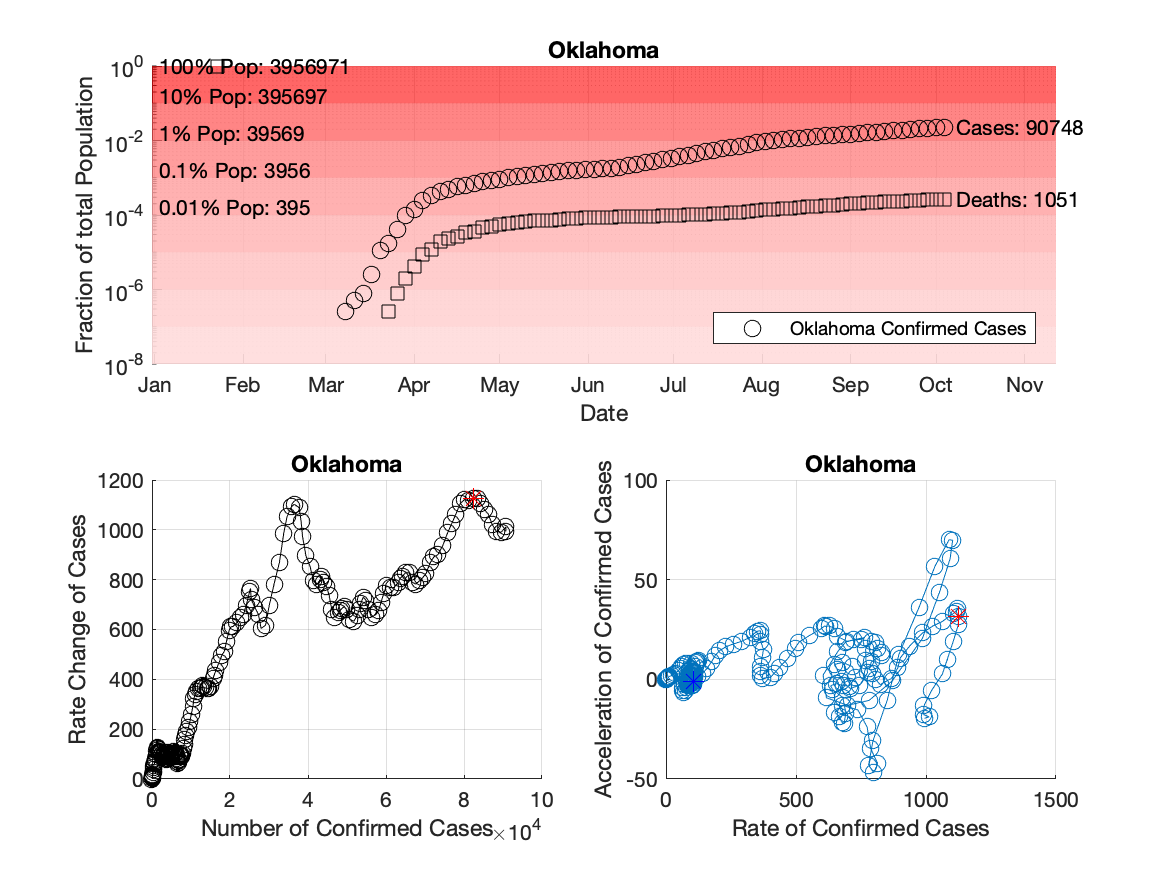 Oklahoma
10^0
10^-2
10^-4
10^-6
10^-8
Fraction of total Population
100% Pop: 3956971
10% Pop: 395697
1% Pop: 39569
0.1% Pop: 3956
0.01% Pop: 395
Cases: 90748
Deaths: 1051
Oklahoma Confirmed Cases
Jan Feb Mar Apr May Jun Jul Aug Sep Oct Nov
Date
Oklahoma
1200
1000
800
600
400
200
0
Rate Change of Cases
0 2 4 6 8 10
Number of Confirmed Cases ×10^4
Oklahoma
100
50
0
-50
Acceleration of Confirmed Cases
0 500 1000 1500
Rate of Confirmed Cases